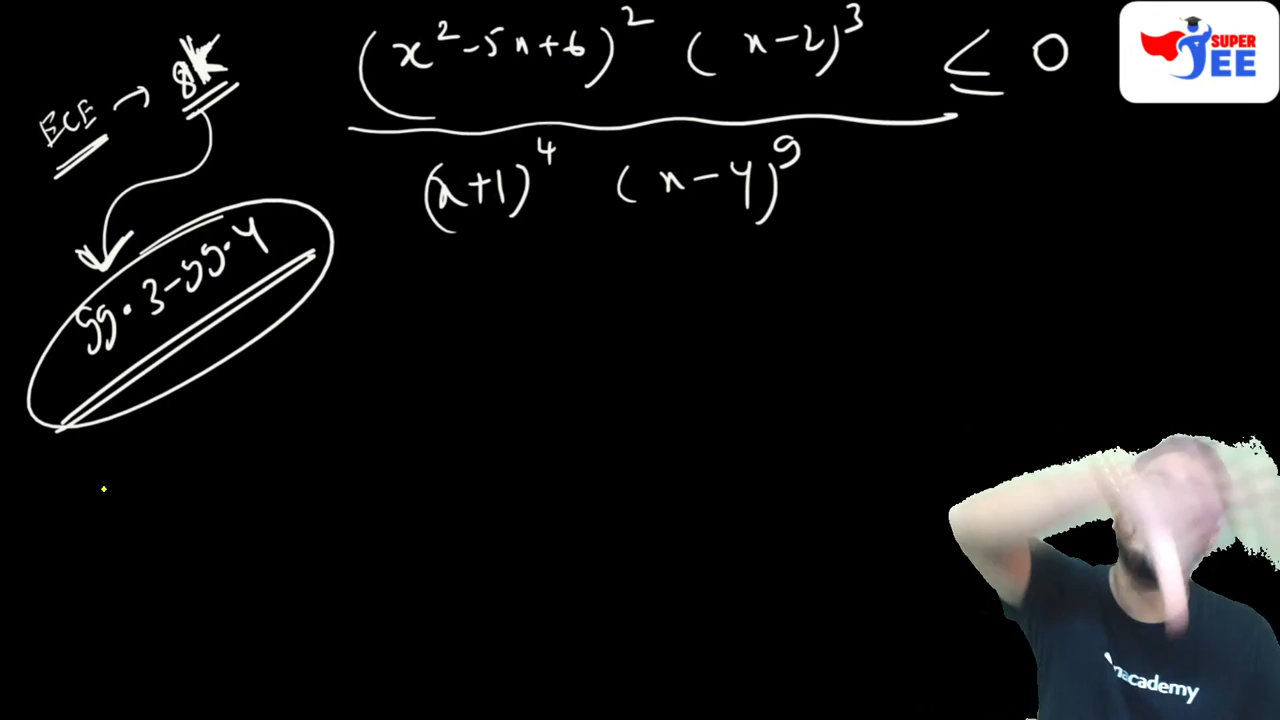 (x²-5x+6)² (x-2)³ ≤ 0
(x+1)⁴ (x-4)⁹
ECE → 8K
99.3-99.4
SUPER
JEE
unacademy